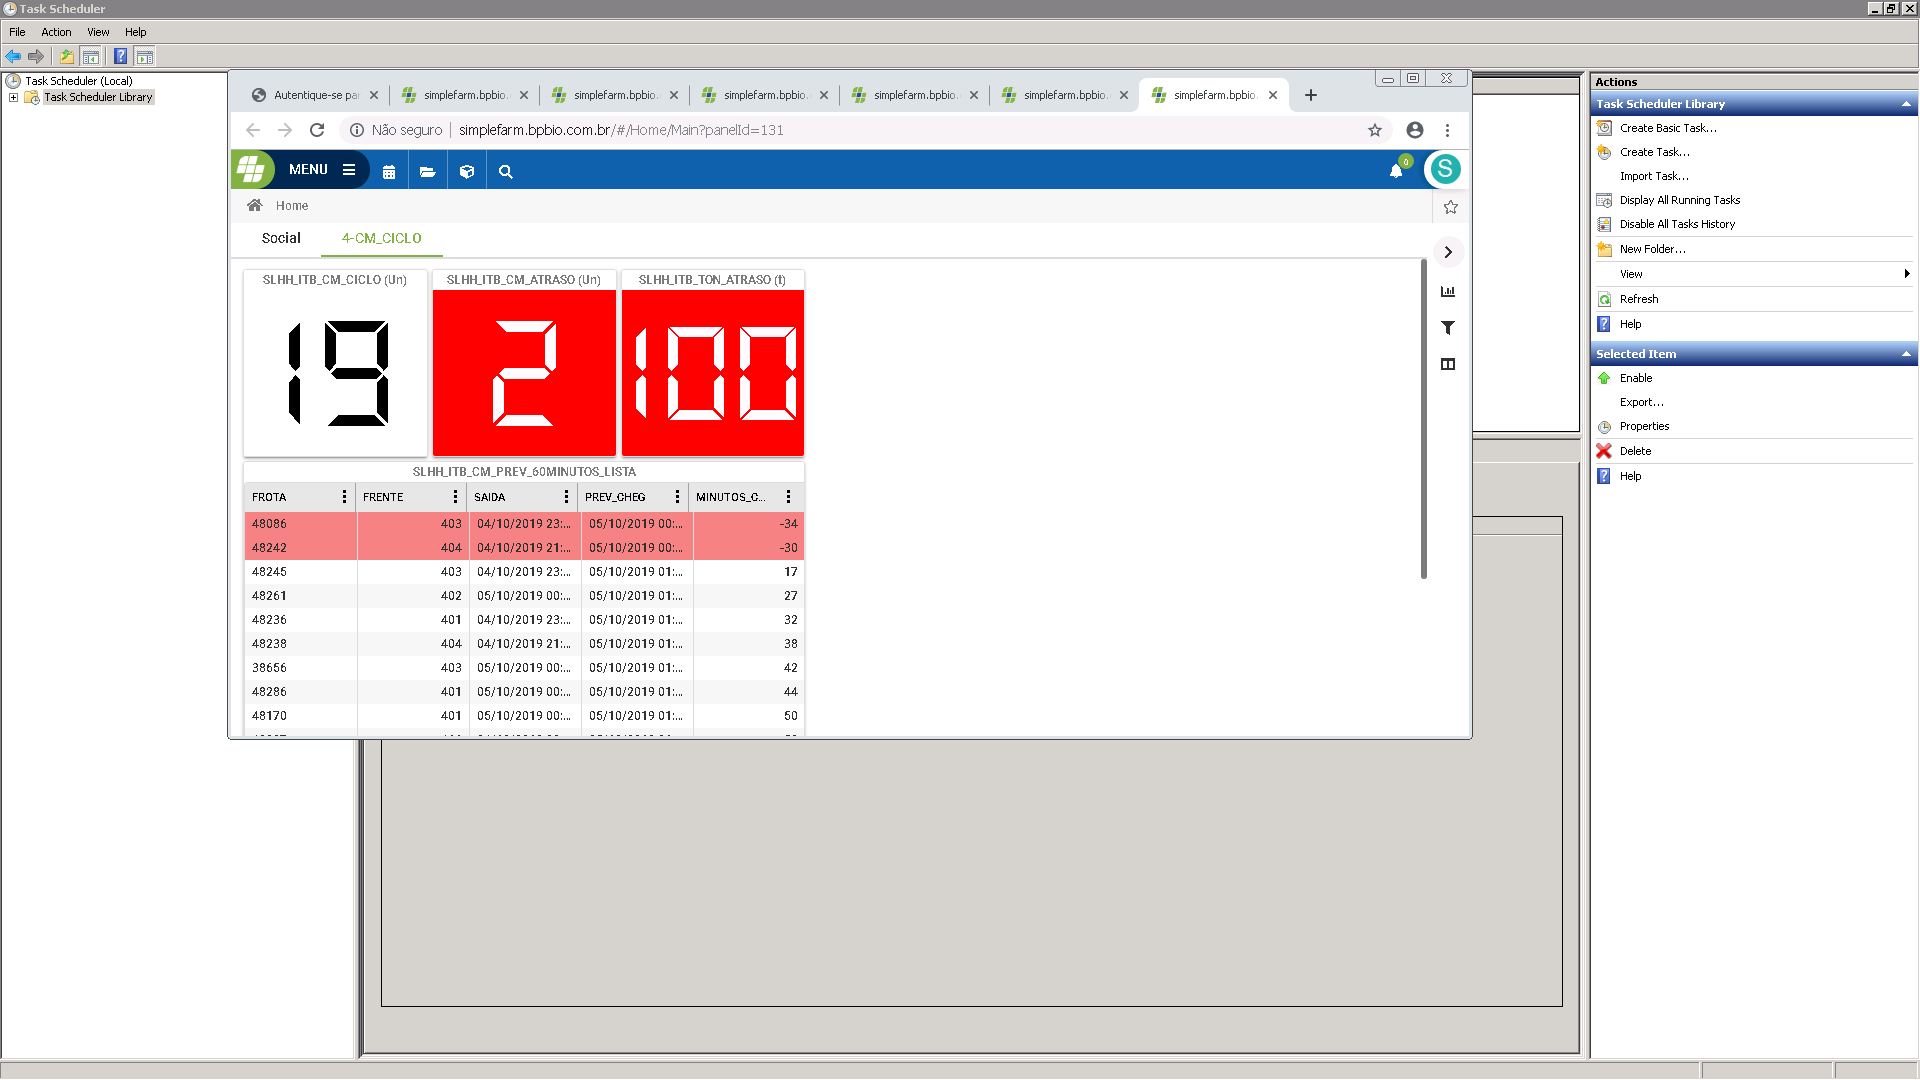 Task Scheduler
File Action View Help
Task Scheduler (Local)
Task Scheduler Library
Autentique-se par
simplefarm.bpbio.
simplefarm.bpbio.
simplefarm.bpbio.
simplefarm.bpbio.
simplefarm.bpbio.
simplefarm.bpbio.
Não seguro simplefarm.bpbio.com.br/#/Home/Main?panelId=131
MENU
0
S
Home
Social 4-CM_CICLO
SLHH_ITB_CM_CICLO (Un) SLHH_ITB_CM_ATRASO (Un) SLHH_ITB_TON_ATRASO (t)
19 2 100
SLHH_ITB_CM_PREV_60MINUTOS_LISTA
FROTA FRENTE SAIDA PREV_CHEG MINUTOS_C...
48086 403 04/10/2019 23:... 05/10/2019 00:... -34
48242 404 04/10/2019 21:... 05/10/2019 00:... -30
48245 403 04/10/2019 23:... 05/10/2019 01:... 17
48261 402 05/10/2019 00:... 05/10/2019 01:... 27
48236 401 04/10/2019 23:... 05/10/2019 01:... 32
48238 404 04/10/2019 21:... 05/10/2019 01:... 38
38656 403 05/10/2019 00:... 05/10/2019 01:... 42
48286 401 05/10/2019 00:... 05/10/2019 01:... 44
48170 401 05/10/2019 00:... 05/10/2019 01:... 50
Actions
Task Scheduler Library
Create Basic Task...
Create Task...
Import Task...
Display All Running Tasks
Disable All Tasks History
New Folder...
View
Refresh
Help
Selected Item
Enable
Export...
Properties
Delete
Help